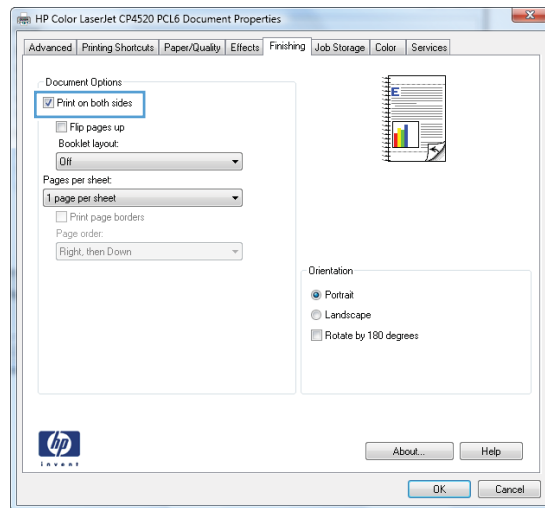 HP Color LaserJet CP4520 PCL6 Document Properties
Advanced Printing Shortcuts Paper/Quality Effects Finishing Job Storage Color Services
Document Options
Print on both sides
Flip pages up
Booklet layout:
Off
Pages per sheet:
1 page per sheet
Print page borders
Page order:
Right, then Down
E
Orientation
Portrait
Landscape
Rotate by 180 degrees
hp
invent
About... Help
OK Cancel